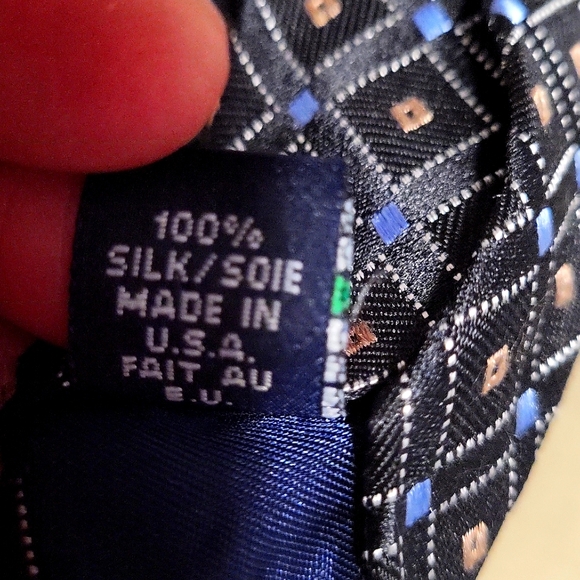 100%
SILK/SOIE
MADE IN
U.S.A.
FAIT AU
E.U.